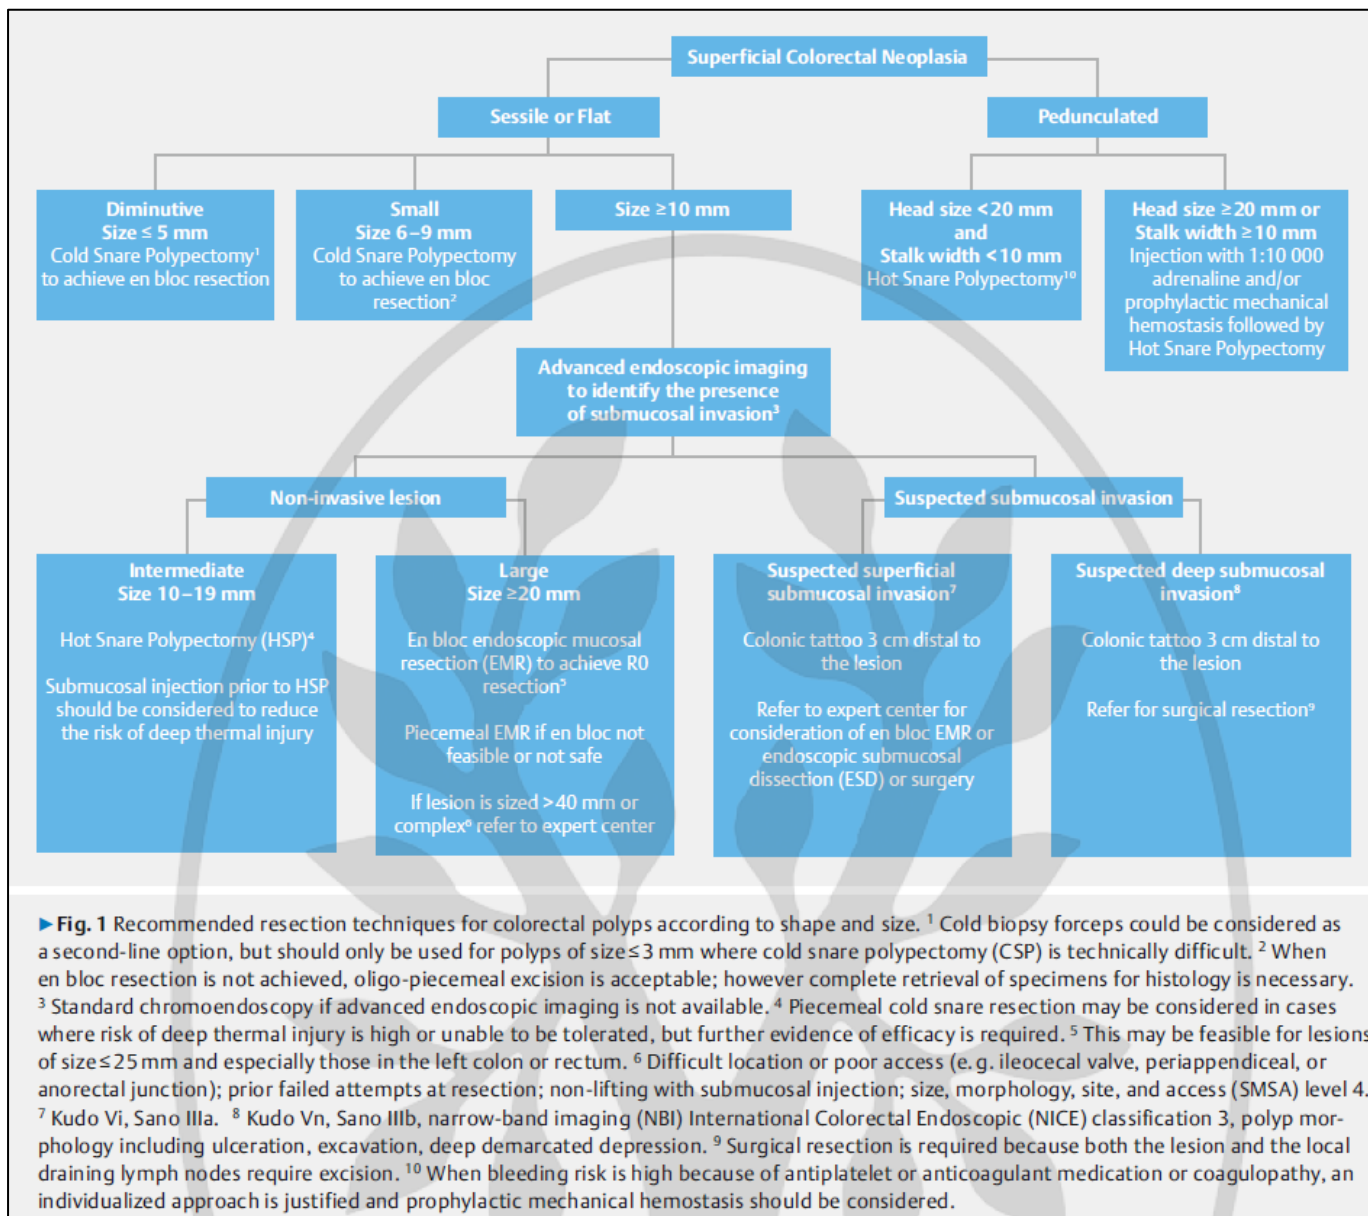 Superficial Colorectal Neoplasia
Sessile or Flat
Pedunculated
Diminutive
Size ≤ 5 mm
Cold Snare Polypectomy¹
to achieve en bloc resection
Small
Size 6–9 mm
Cold Snare Polypectomy
to achieve en bloc
resection²
Size ≥10 mm
Head size <20 mm
and
Stalk width <10 mm
Hot Snare Polypectomy¹⁰
Head size ≥20 mm or
Stalk width ≥10 mm
Injection with 1:10 000
adrenaline and/or
prophylactic mechanical
hemostasis followed by
Hot Snare Polypectomy
Advanced endoscopic imaging
to identify the presence
of submucosal invasion³
Non-invasive lesion
Suspected submucosal invasion
Intermediate
Size 10–19 mm
Hot Snare Polypectomy (HSP)⁴
Submucosal injection prior to HSP
should be considered to reduce
the risk of deep thermal injury
Large
Size ≥20 mm
En bloc endoscopic mucosal
resection (EMR) to achieve R0
resection⁵
Piecemeal EMR if en bloc not
feasible or not safe
If lesion is sized >40 mm or
complex⁶ refer to expert center
Suspected superficial
submucosal invasion⁷
Colonic tattoo 3 cm distal to
the lesion
Refer to expert center for
consideration of en bloc EMR or
endoscopic submucosal
dissection (ESD) or surgery
Suspected deep submucosal
invasion⁸
Colonic tattoo 3 cm distal to
the lesion
Refer for surgical resection⁹
►Fig. 1 Recommended resection techniques for colorectal polyps according to shape and size. ¹ Cold biopsy forceps could be considered as
a second-line option, but should only be used for polyps of size≤3 mm where cold snare polypectomy (CSP) is technically difficult. ² When
en bloc resection is not achieved, oligo-piecemeal excision is acceptable; however complete retrieval of specimens for histology is necessary.
³ Standard chromoendoscopy if advanced endoscopic imaging is not available. ⁴ Piecemeal cold snare resection may be considered in cases
where risk of deep thermal injury is high or unable to be tolerated, but further evidence of efficacy is required. ⁵ This may be feasible for lesions
of size≤25 mm and especially those in the left colon or rectum. ⁶ Difficult location or poor access (e. g. ileocecal valve, periappendiceal, or
anorectal junction); prior failed attempts at resection; non-lifting with submucosal injection; size, morphology, site, and access (SMSA) level 4.
⁷ Kudo Vi, Sano IIIa. ⁸ Kudo Vn, Sano IIIb, narrow-band imaging (NBI) International Colorectal Endoscopic (NICE) classification 3, polyp mor-
phology including ulceration, excavation, deep demarcated depression. ⁹ Surgical resection is required because both the lesion and the local
draining lymph nodes require excision. ¹⁰ When bleeding risk is high because of antiplatelet or anticoagulant medication or coagulopathy, an
individualized approach is justified and prophylactic mechanical hemostasis should be considered.